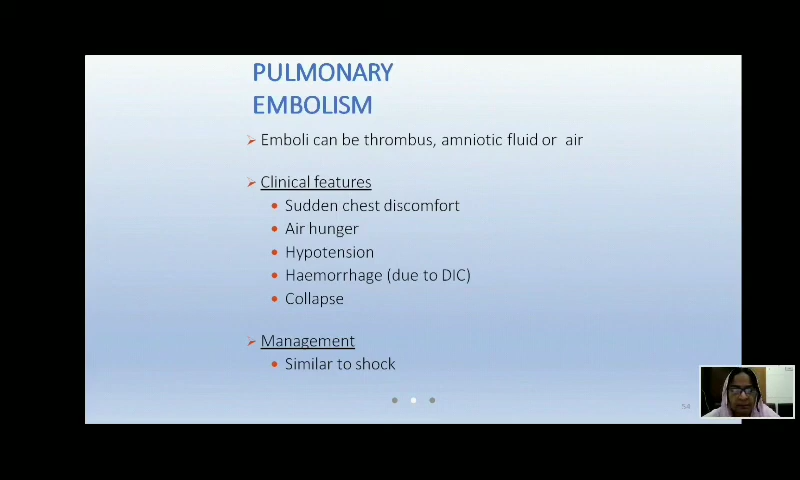 PULMONARY
EMBOLISM
Emboli can be thrombus, amniotic fluid or air
Clinical features
Sudden chest discomfort
Air hunger
Hypotension
Haemorrhage (due to DIC)
Collapse
Management
Similar to shock
54